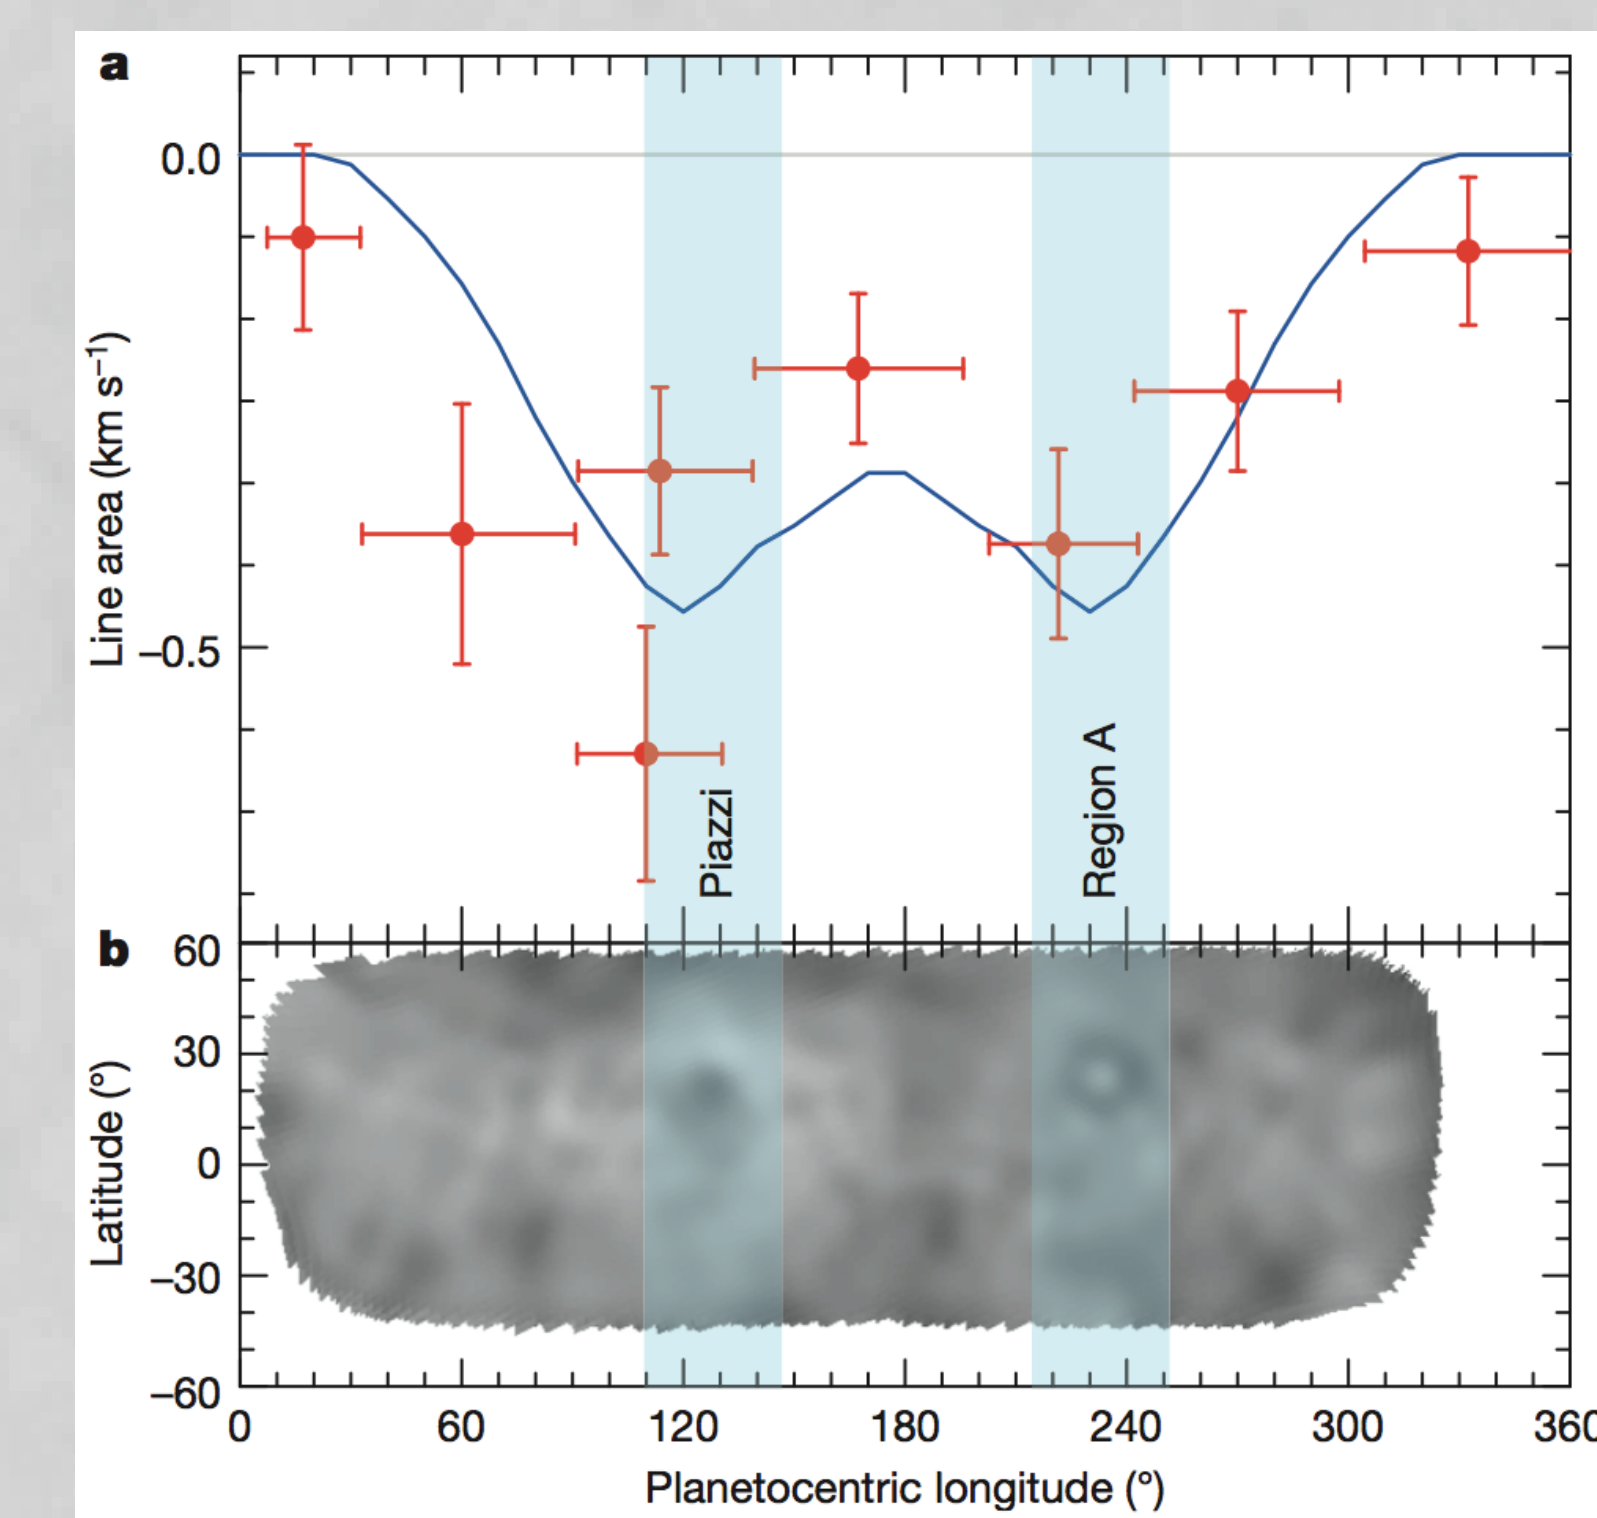 a
0.0
–0.5
Line area (km s–1)
Piazzi
Region A
b
60
30
0
–30
–60
Latitude (°)
0 60 120 180 240 300 360
Planetocentric longitude (°)